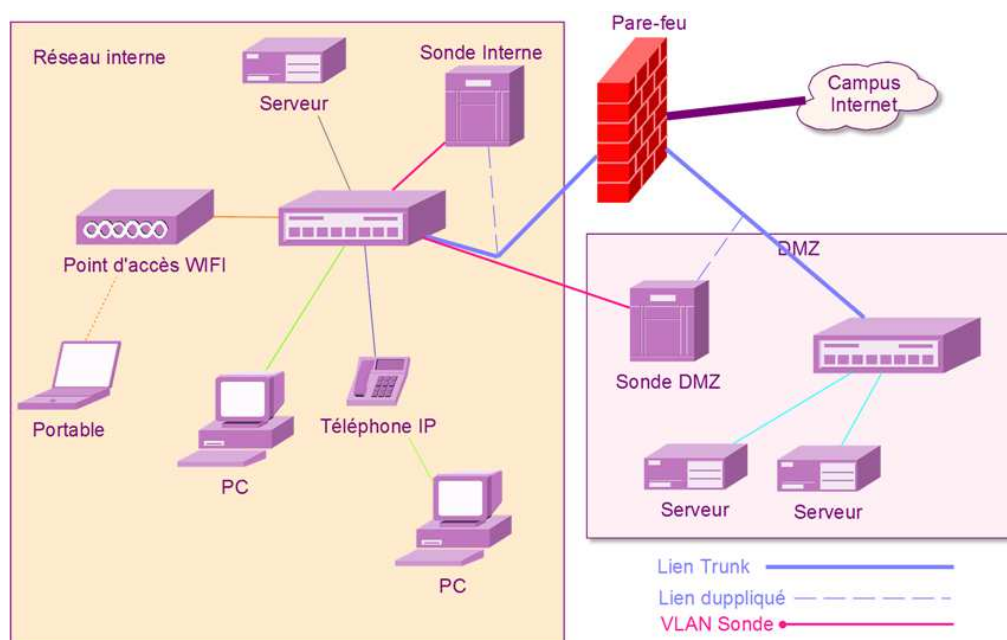 Pare-feu
Réseau interne
Sonde Interne
Serveur
Campus
Internet
Point d'accès WIFI
DMZ
Sonde DMZ
Portable
Téléphone IP
PC
Serveur
Serveur
PC
Lien Trunk
Lien duppliqué
VLAN Sonde